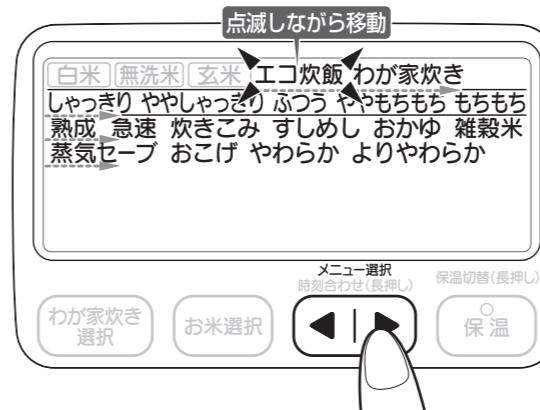 点滅しながら移動
白米 無洗米 玄米 エコ炊飯 わが家炊き
しゃっきり ややしゃっきり ふつう ややもちもち もちもち
熟成 急速 炊きこみ すしめし おかゆ 雑穀米
蒸気セーブ おこげ やわらか よりやわらか
メニュー選択
時刻合わせ(長押し)
保温切替(長押し)
わが家炊き
選択
お米選択
保温